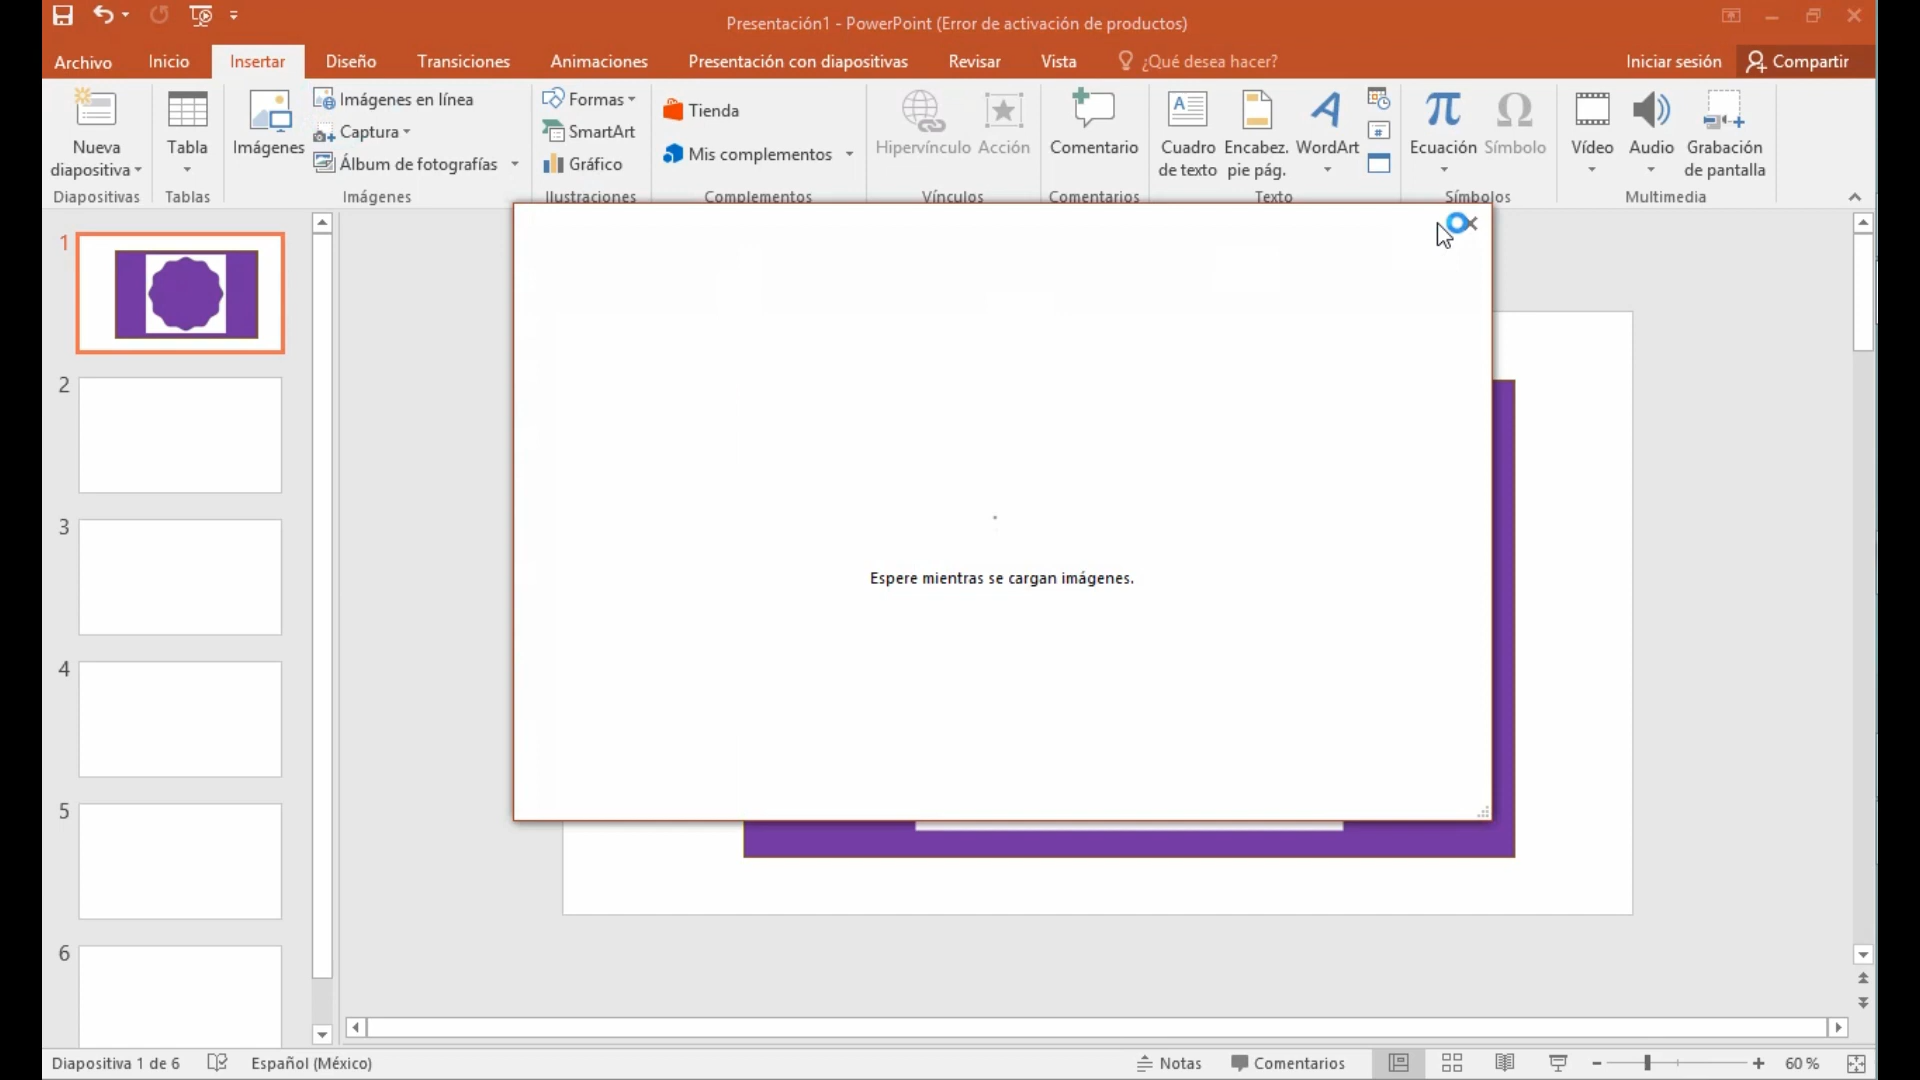 Presentación1 - PowerPoint (Error de activación de productos)
Archivo Inicio Insertar Diseño Transiciones Animaciones Presentación con diapositivas Revisar Vista ¿Qué desea hacer? Iniciar sesión Compartir
Nueva diapositiva
Tabla
Imágenes
Imágenes en línea
Captura
Álbum de fotografías
Formas
SmartArt
Gráfico
Tienda
Mis complementos
Hipervínculo
Acción
Comentario
Cuadro de texto
Encabez. pie pág.
WordArt
Ecuación
Símbolo
Vídeo
Audio
Grabación de pantalla
Diapositivas Tablas Imágenes Ilustraciones Complementos Vínculos Comentarios Texto Símbolos Multimedia
1
2
3
4
5
6
Espere mientras se cargan imágenes.
Diapositiva 1 de 6 Español (México) Notas Comentarios 60 %